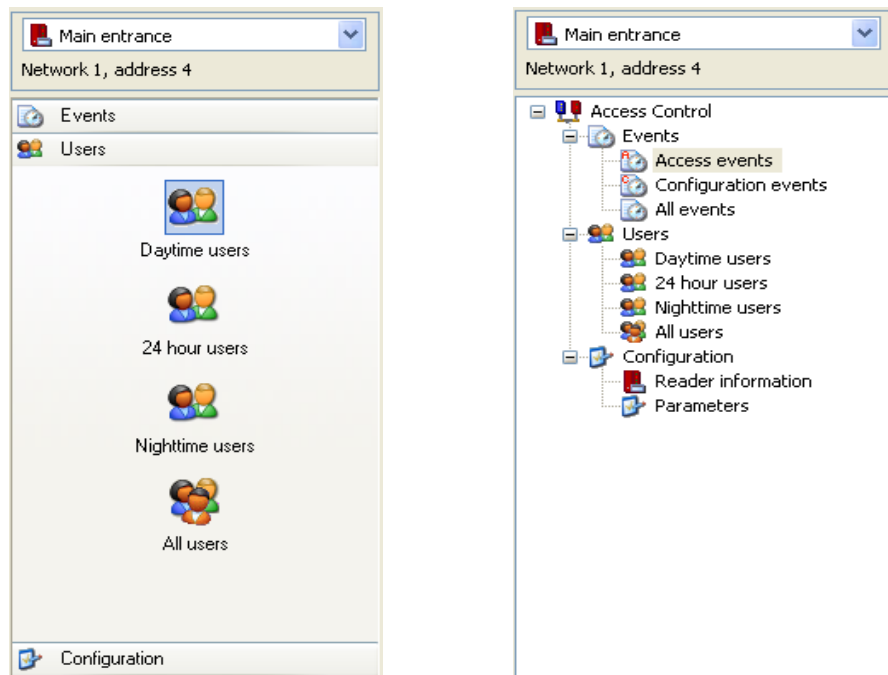 Main entrance
Network 1, address 4
Events
Users
Daytime users
24 hour users
Nighttime users
All users
Configuration
Main entrance
Network 1, address 4
Access Control
Events
A
Access events
C
Configuration events
All events
Users
Daytime users
24 hour users
Nighttime users
All users
Configuration
Reader information
Parameters